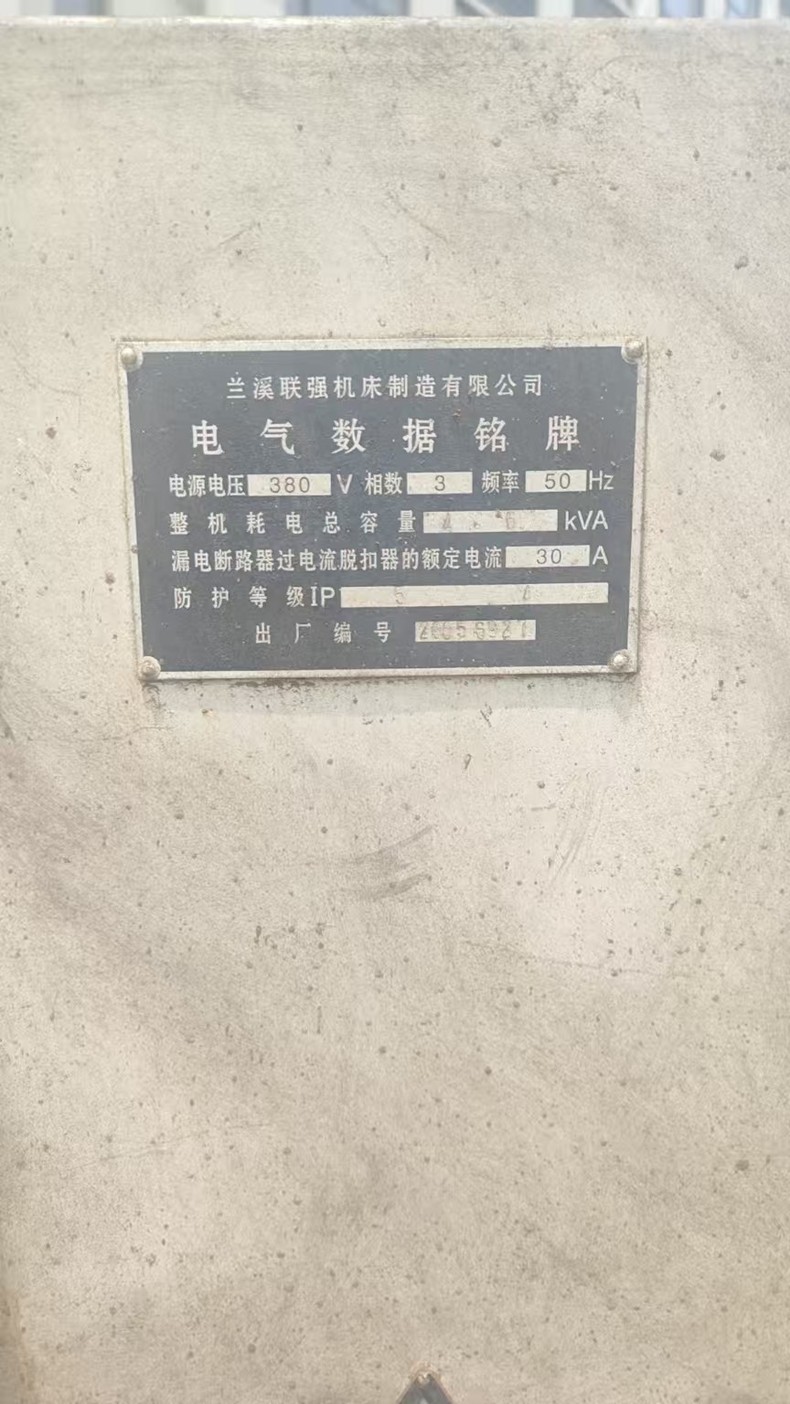 兰溪联强机床制造有限公司
电气数据铭牌
电源电压 380 V 相数 3 频率 50 Hz
整机耗电总容量 kVA
漏电断路器过电流脱扣器的额定电流 30 A
防护等级IP 5 4
出厂编号